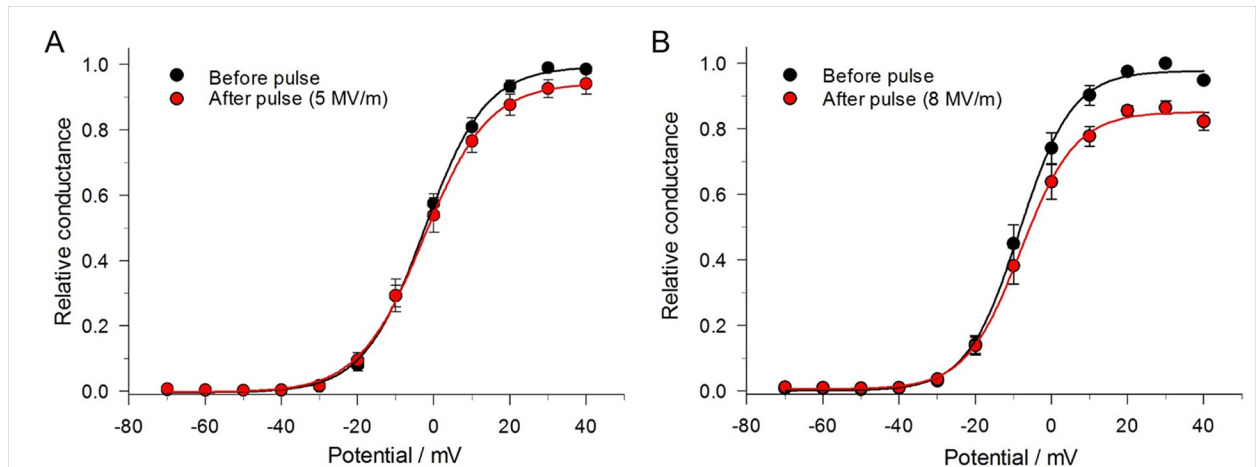 A
Before pulse
After pulse (5 MV/m)
Relative conductance
1.0
0.8
0.6
0.4
0.2
0.0
-80 -60 -40 -20 0 20 40
Potential / mV
B
Before pulse
After pulse (8 MV/m)
Relative conductance
1.0
0.8
0.6
0.4
0.2
0.0
-80 -60 -40 -20 0 20 40
Potential / mV